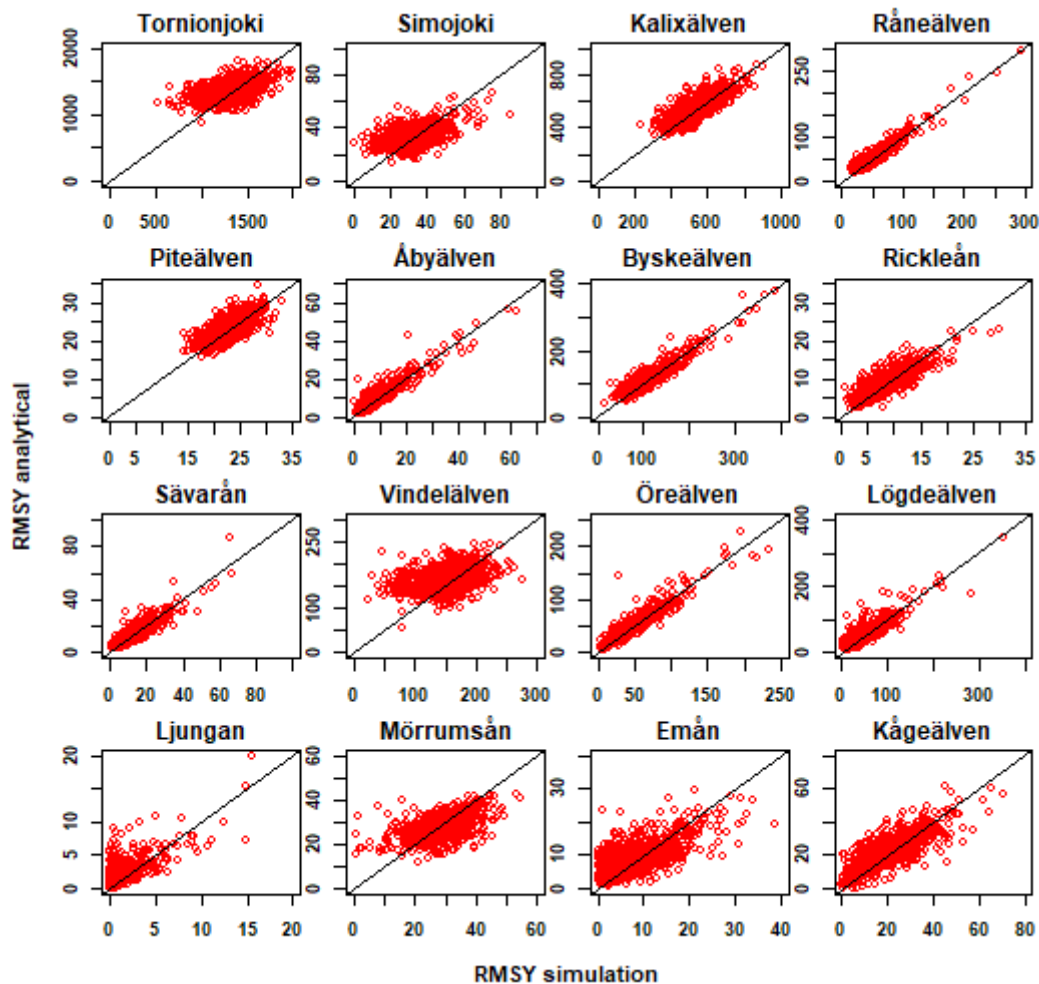 Tornionjoki Simojoki Kalixälven Råneälven
2000 80 800 250
1000 40 400 100
0 0 0 0
0 500 1500 0 20 40 60 80 0 200 600 1000 0 100 200 300
Piteälven Åbyälven Byskeälven Rickleån
30 60 400 30
20 40 200 20
10 20 10
0 0 0 0
0 5 15 25 35 0 20 40 60 0 100 300 0 5 15 25 35
RMSY analytical
Sävarån Vindelälven Öreälven Lögdeälven
80 250 200 400
40 100 100 200
0 0 0 0
0 20 40 60 80 0 100 200 300 0 50 150 250 0 100 300
Ljungan Mörrumsån Emån Kågeälven
20 60 30 60
10 40 10 20
5 20
0 0 0 0
0 5 10 15 20 0 20 40 60 0 10 20 30 40 0 20 40 60 80
RMSY simulation